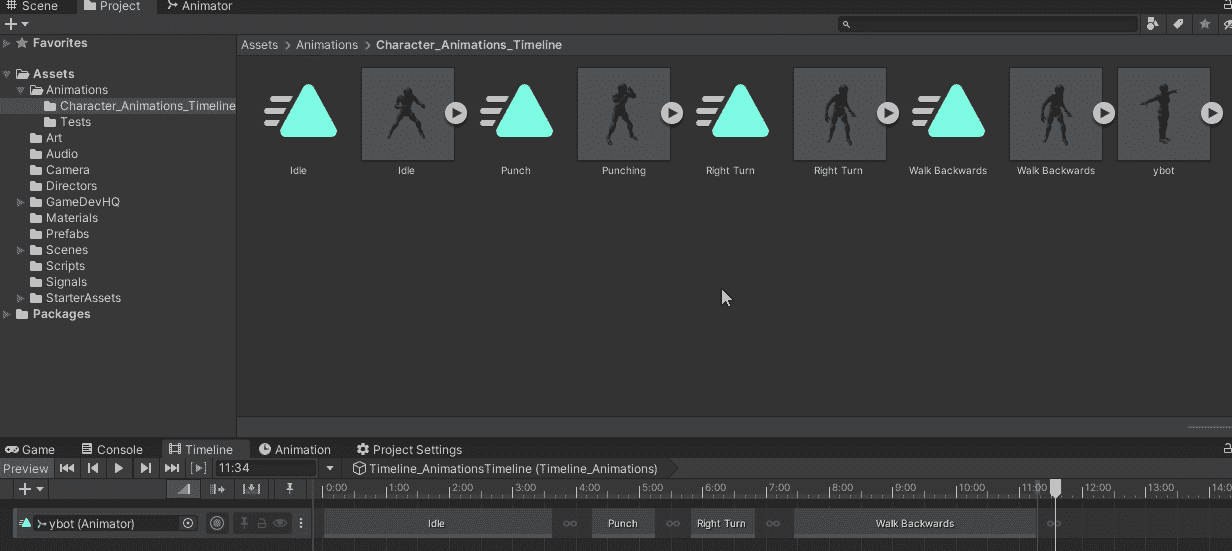 Scene Project Animator
Favorites
Assets > Animations > Character_Animations_Timeline
Assets
Animations
Character_Animations_Timeline
Tests
Art
Audio
Camera
Directors
GameDevHQ
Materials
Prefabs
Scenes
Scripts
Signals
StarterAssets
Packages
Idle Idle Punch Punching Right Turn Right Turn Walk Backwards Walk Backwards ybot
Game Console Timeline Animation Project Settings
Preview 11:34 Timeline_AnimationsTimeline (Timeline_Animations)
0:00 1:00 2:00 3:00 4:00 5:00 6:00 7:00 8:00 9:00 10:00 11:00 12:00 13:00 14:0
ybot (Animator) Idle Punch Right Turn Walk Backwards